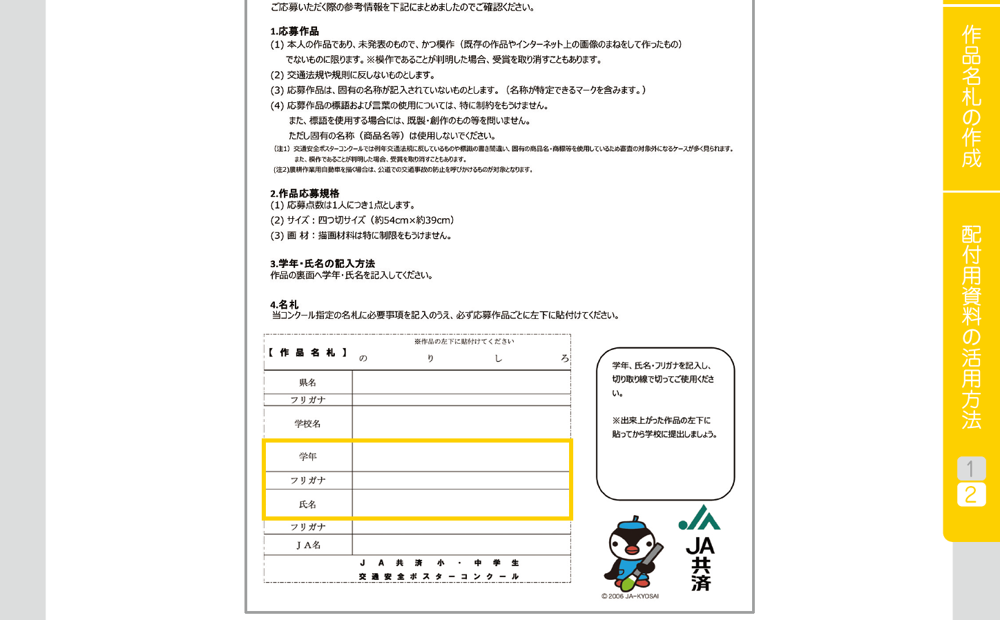 ご応募いただく際の参考情報を下記にまとめましたのでご確認ください。
1.応募作品
(1) 本人の作品であり、未発表のもので、かつ模作（既存の作品やインターネット上の画像のまねをして作ったもの）
でないものに限ります。※模作であることが判明した場合、受賞を取り消すこともあります。
(2) 交通法規や規則に反しないものとします。
(3) 応募作品は、固有の名称が記入されていないものとします。（名称が特定できるマークを含みます。）
(4) 応募作品の標語および言葉の使用については、特に制約をもうけません。
また、標語を使用する場合には、既製・創作のもの等を問いません。
ただし固有の名称（商品名等）は使用しないでください。
（注1）交通安全ポスターコンクールでは例年交通法規に反しているものや標識の書き間違い、固有の商品名・商標等を使用しているため審査の対象外になるケースが多く見られます。
また、模作であることが判明した場合、受賞を取り消すこともあります。
(注2)農耕作業用自動車を描く場合は、公道での交通事故の防止を呼びかけるものが対象となります。
2.作品応募規格
(1) 応募点数は1人につき1点とします。
(2) サイズ：四つ切サイズ（約54cm×約39cm）
(3) 画 材：描画材料は特に制限をもうけません。
3.学年・氏名の記入方法
作品の裏面へ学年・氏名を記入してください。
4.名札
当コンクール指定の名札に必要事項を記入のうえ、必ず応募作品ごとに左下に貼付けてください。
※作品の左下に貼付けてください
【作品名札】
のりしろ
県名
フリガナ
学校名
学年
フリガナ
氏名
フリガナ
ＪＡ名
ＪＡ共済小・中学生
交通安全ポスターコンクール
学年、氏名・フリガナを記入し、
切り取り線で切ってご使用くださ
い。
※出来上がった作品の左下に
貼ってから学校に提出しましょう。
JA
共
済
© 2006 JA-KYOSAI
作品名札の作成
配付用資料の活用方法
1
2